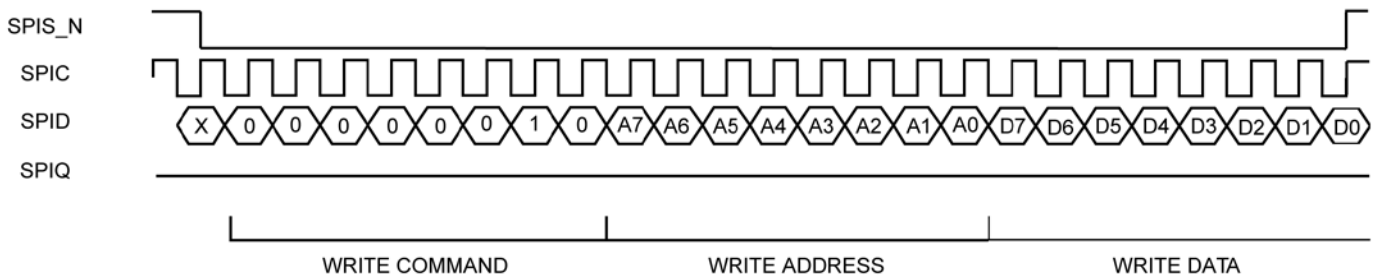 SPIS_N
SPIC
SPID X 0 0 0 0 0 0 1 0 A7 A6 A5 A4 A3 A2 A1 A0 D7 D6 D5 D4 D3 D2 D1 D0
SPIQ
WRITE COMMAND WRITE ADDRESS WRITE DATA